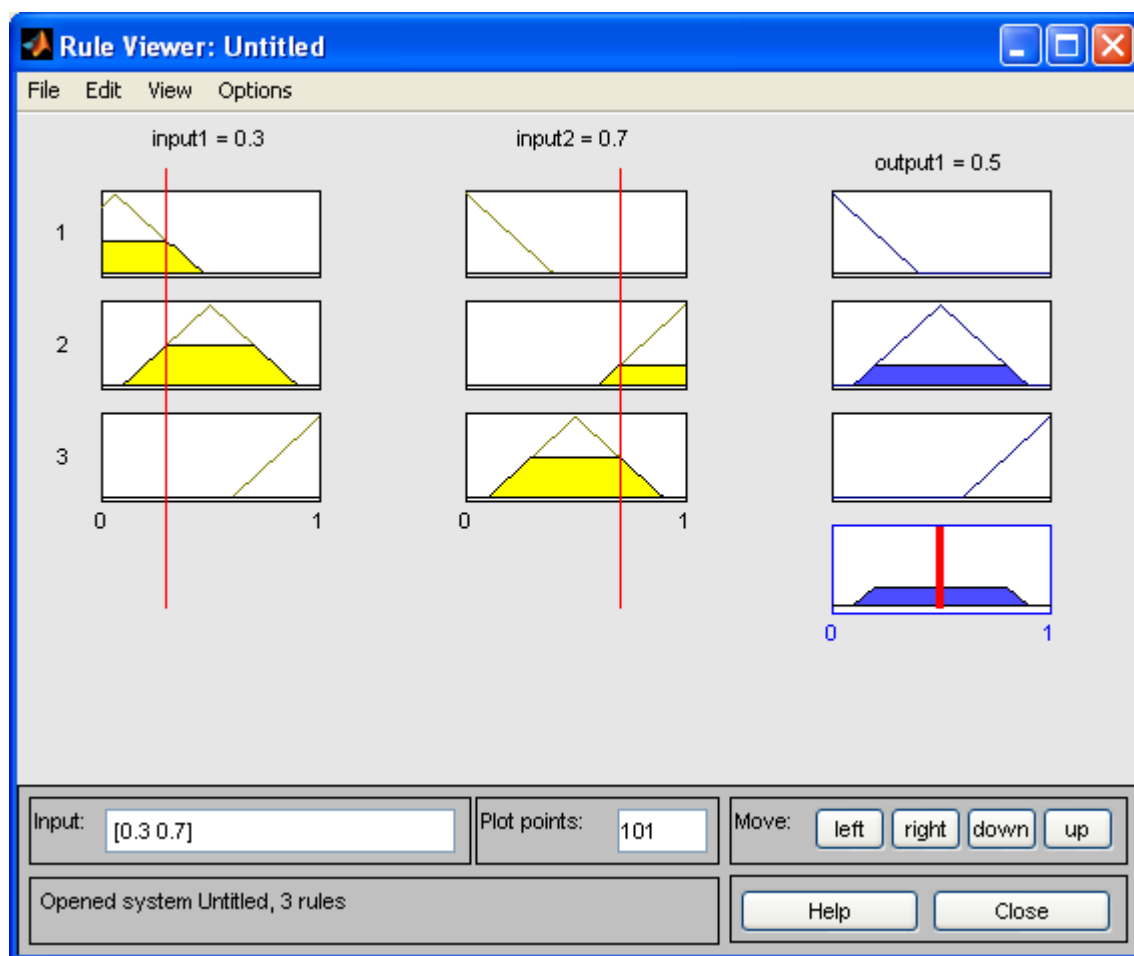 Rule Viewer: Untitled
File Edit View Options
input1 = 0.3 input2 = 0.7
output1 = 0.5
1
2
3
0 1 0 1
0 1
Input: [0.3 0.7] Plot points: 101 Move: left right down up
Opened system Untitled, 3 rules Help Close